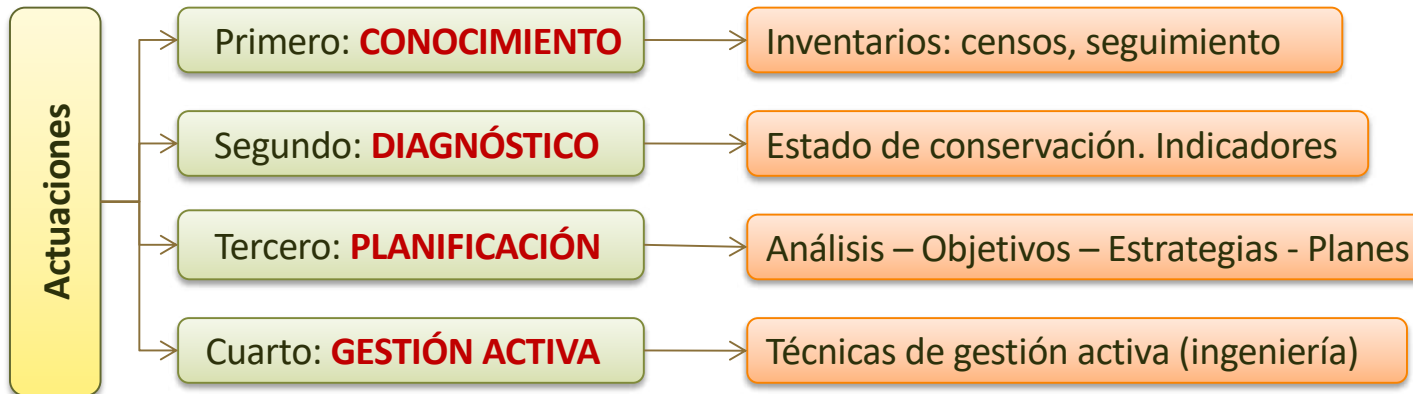 Actuaciones
Primero: CONOCIMIENTO
Inventarios: censos, seguimiento
Segundo: DIAGNÓSTICO
Estado de conservación. Indicadores
Tercero: PLANIFICACIÓN
Análisis – Objetivos – Estrategias - Planes
Cuarto: GESTIÓN ACTIVA
Técnicas de gestión activa (ingeniería)